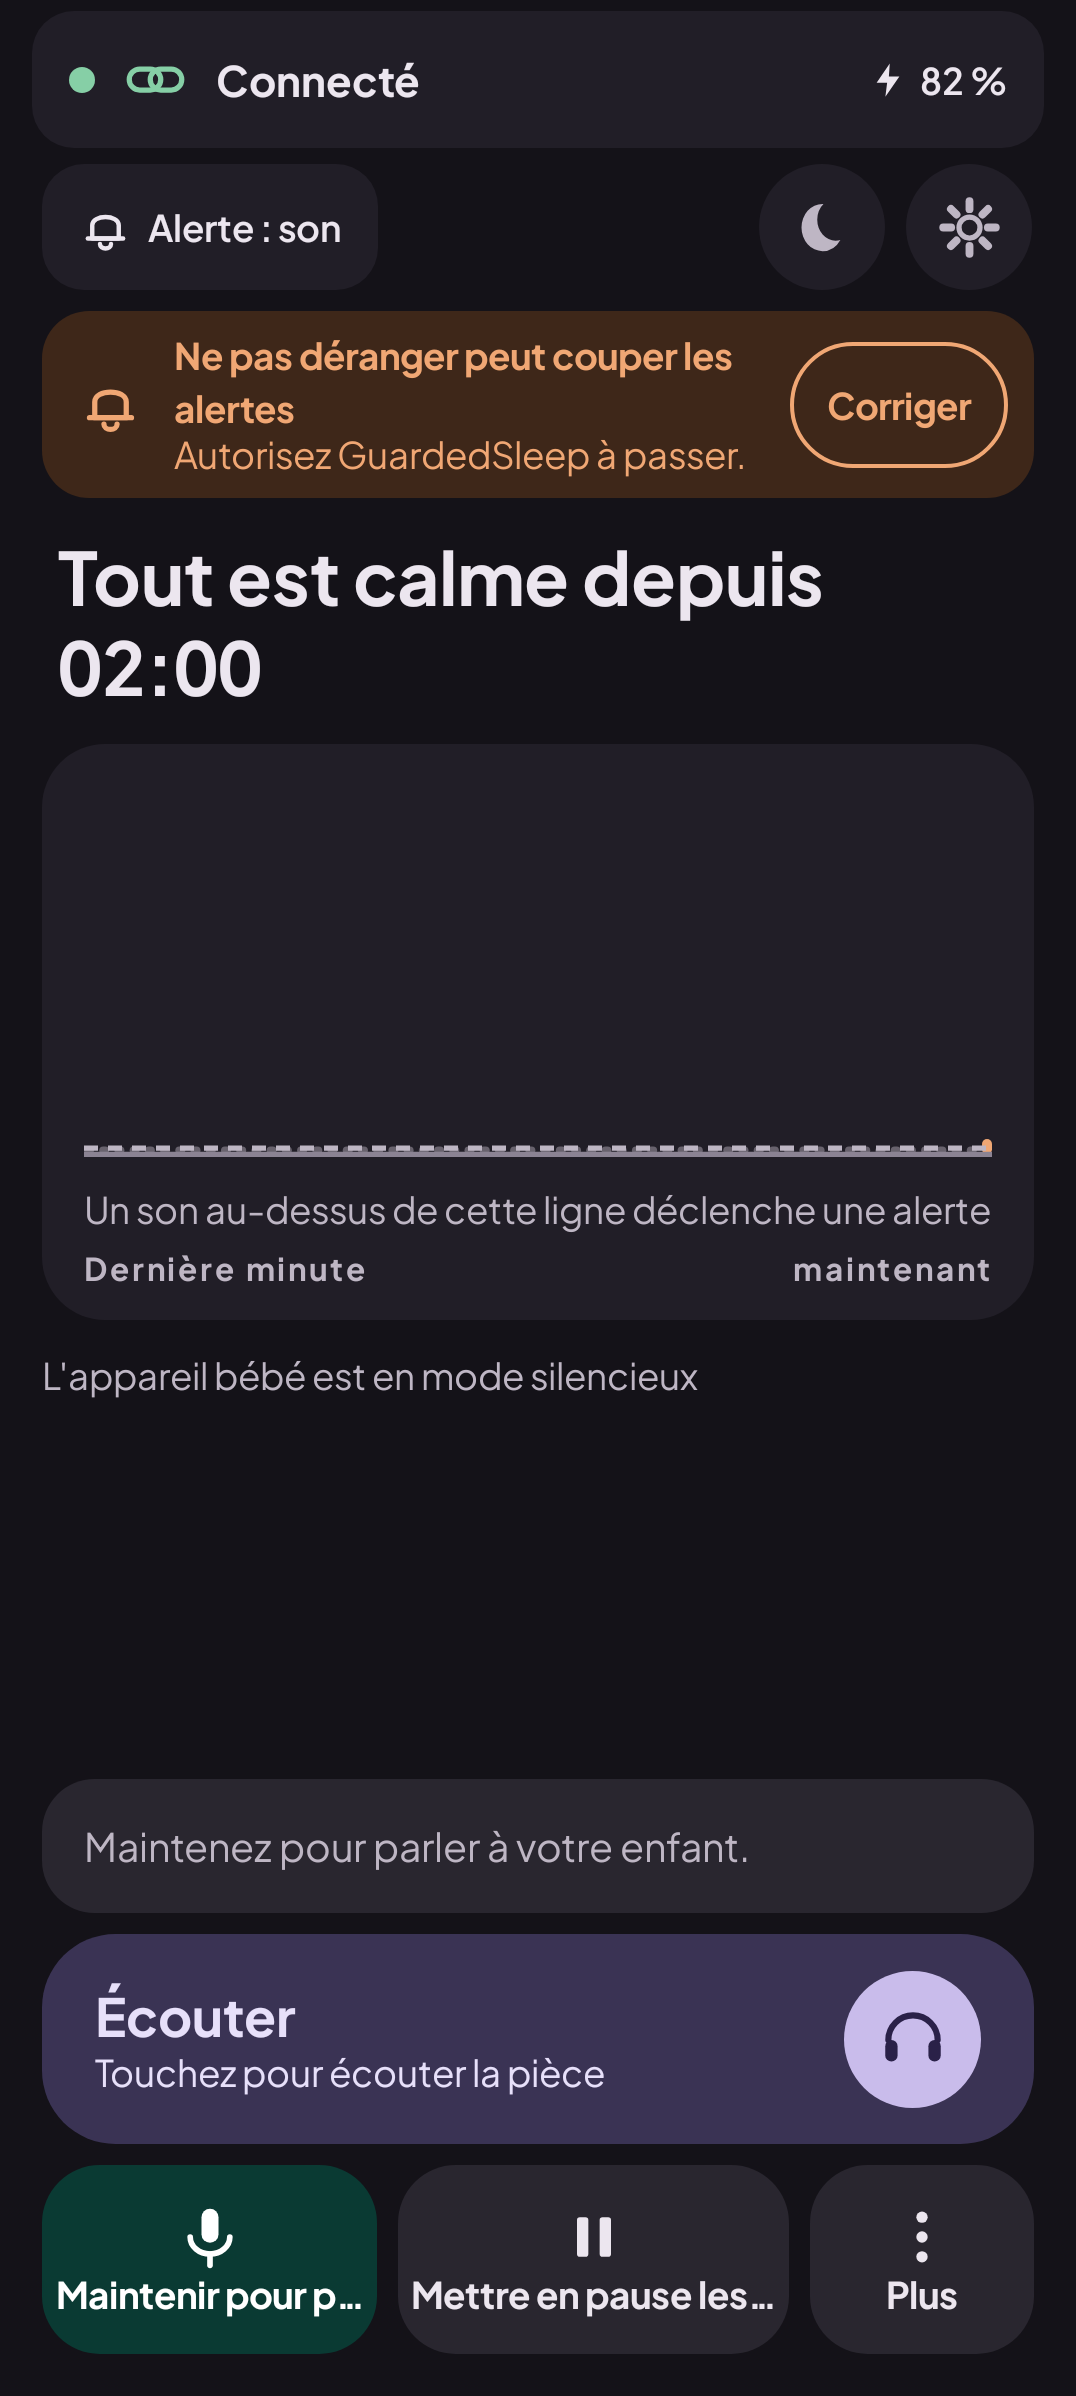 Connecté
82 %
Alerte : son
Ne pas déranger peut couper les
alertes
Autorisez GuardedSleep à passer.
Corriger
Tout est calme depuis
02:00
Un son au-dessus de cette ligne déclenche une alerte
Dernière minute
maintenant
L'appareil bébé est en mode silencieux
Maintenez pour parler à votre enfant.
Écouter
Touchez pour écouter la pièce
Maintenir pour p...
Mettre en pause les...
Plus